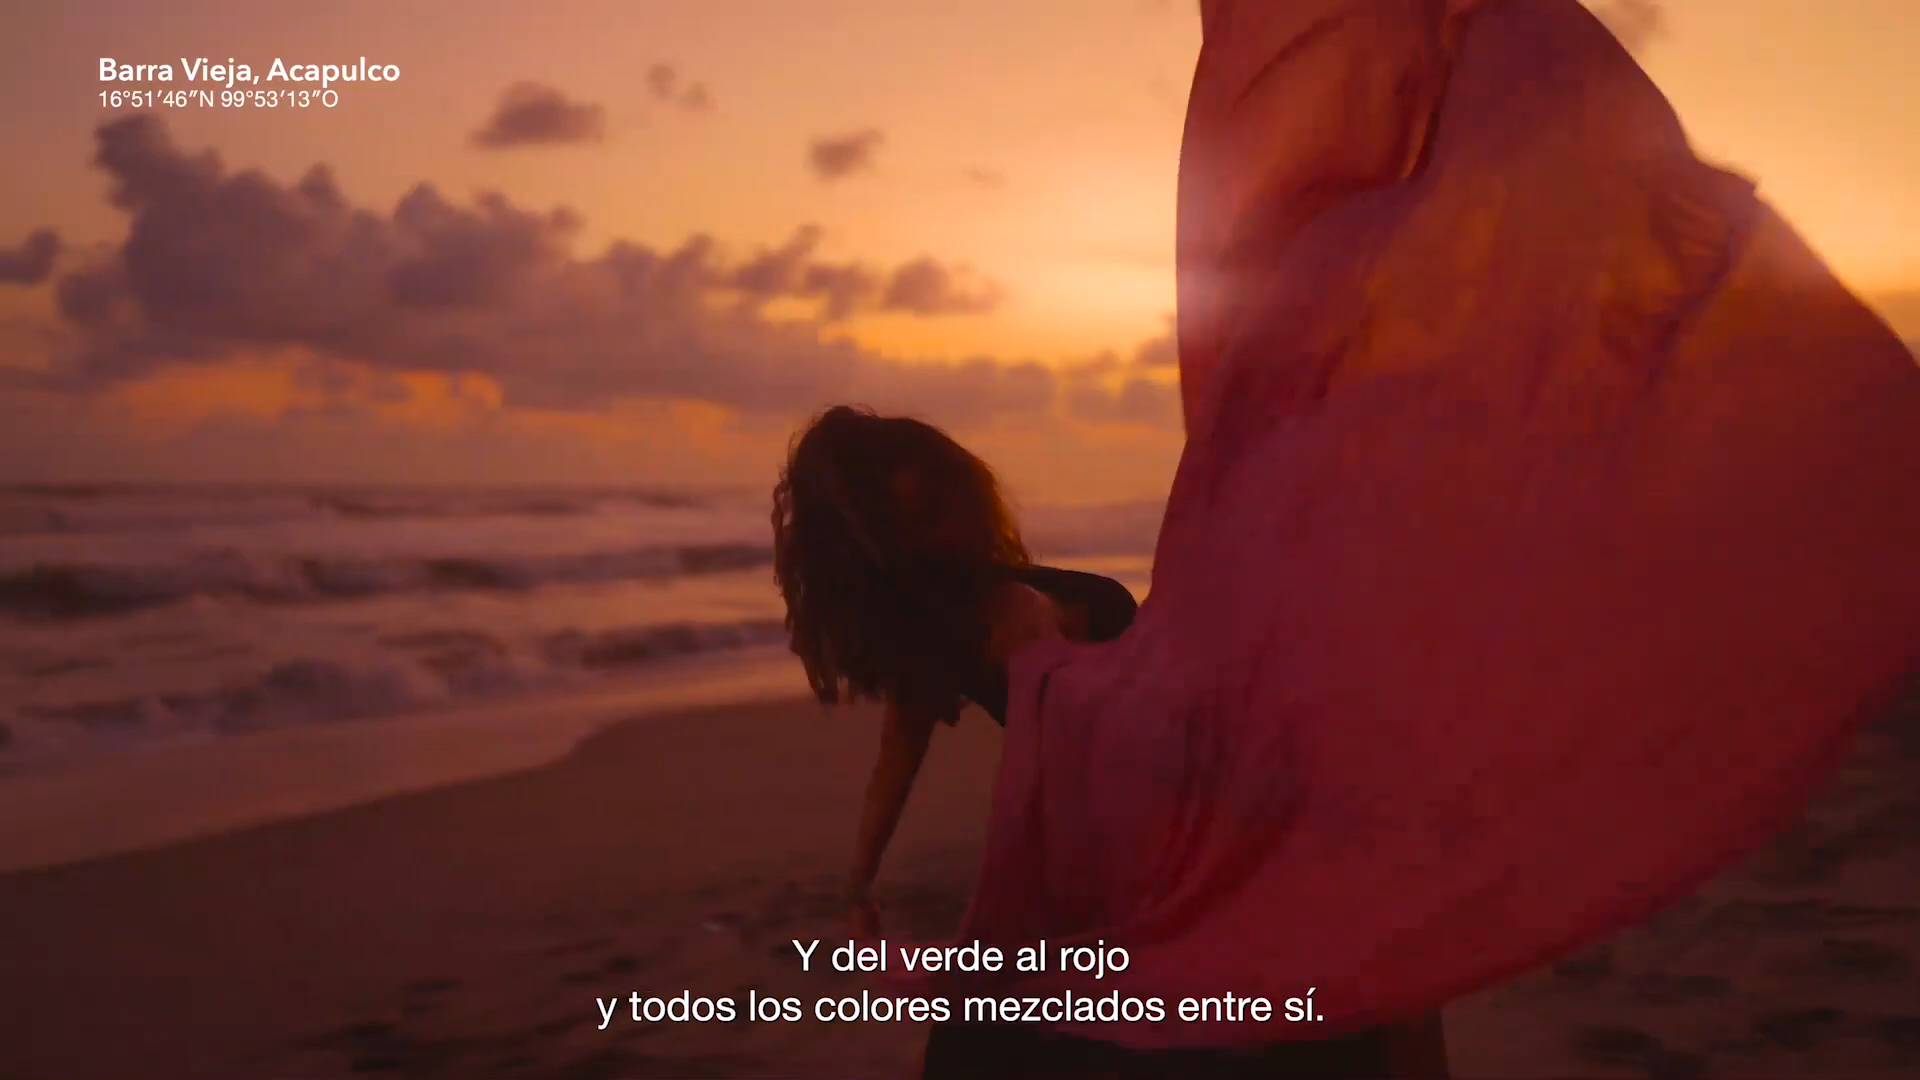 Barra Vieja, Acapulco
16°51′46″N 99°53′13″O
Y del verde al rojo
y todos los colores mezclados entre sí.